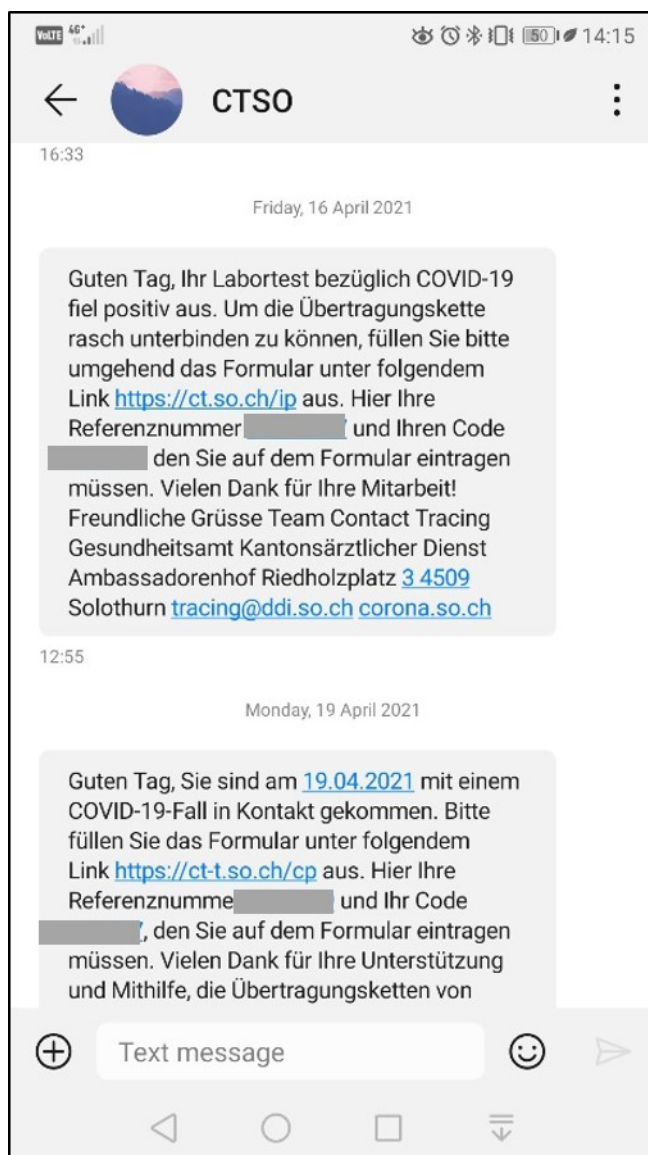 VoLTE 4G+ 50 14:15
CTSO
16:33
Friday, 16 April 2021
Guten Tag, Ihr Labortest bezüglich COVID-19
fiel positiv aus. Um die Übertragungskette
rasch unterbinden zu können, füllen Sie bitte
umgehend das Formular unter folgendem
Link https://ct.so.ch/ip aus. Hier Ihre
Referenznummer und Ihren Code
den Sie auf dem Formular eintragen
müssen. Vielen Dank für Ihre Mitarbeit!
Freundliche Grüsse Team Contact Tracing
Gesundheitsamt Kantonsärztlicher Dienst
Ambassadorenhof Riedholzplatz 3 4509
Solothurn tracing@ddi.so.ch corona.so.ch
12:55
Monday, 19 April 2021
Guten Tag, Sie sind am 19.04.2021 mit einem
COVID-19-Fall in Kontakt gekommen. Bitte
füllen Sie das Formular unter folgendem
Link https://ct-t.so.ch/cp aus. Hier Ihre
Referenznumme und Ihr Code
, den Sie auf dem Formular eintragen
müssen. Vielen Dank für Ihre Unterstützung
und Mithilfe, die Übertragungsketten von
Text message